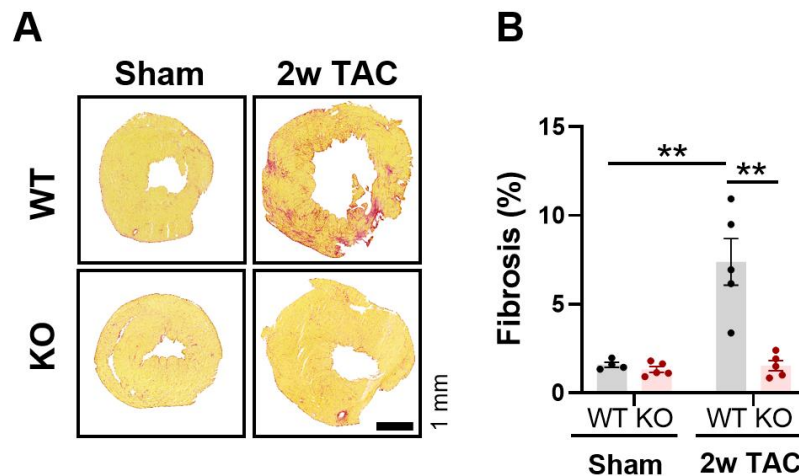 A
Sham 2w TAC
WT
KO
1 mm
B
Fibrosis (%)
15
10
5
0
**
**
WT KO WT KO
Sham 2w TAC